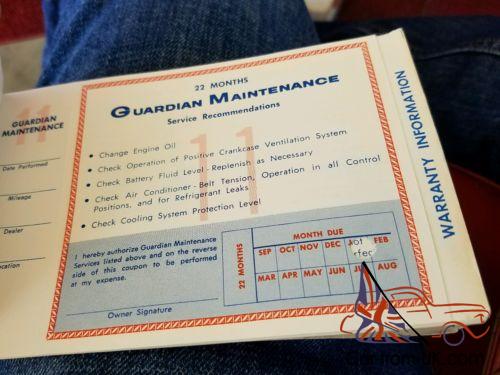 22 MONTHS
GUARDIAN MAINTENANCE
Service Recommendations
11
• Change Engine Oil
• Check Operation of Positive Crankcase Ventilation System
• Check Battery Fluid Level - Replenish as Necessary
• Check Air Conditioner - Belt Tension, Operation in all Control
Positions, and for Refrigerant Leaks
• Check Cooling System Protection Level
I hereby authorize Guardian Maintenance
Services listed above and on the reverse
side of this coupon to be performed
at my expense.
Owner Signature
22 MONTHS
MONTH DUE
SEP OCT NOV DEC FEB
MAR APR MAY JUN AUG
11
GUARDIAN
MAINTENANCE
Date Performed
Mileage
Dealer
WARRANTY INFORMATION